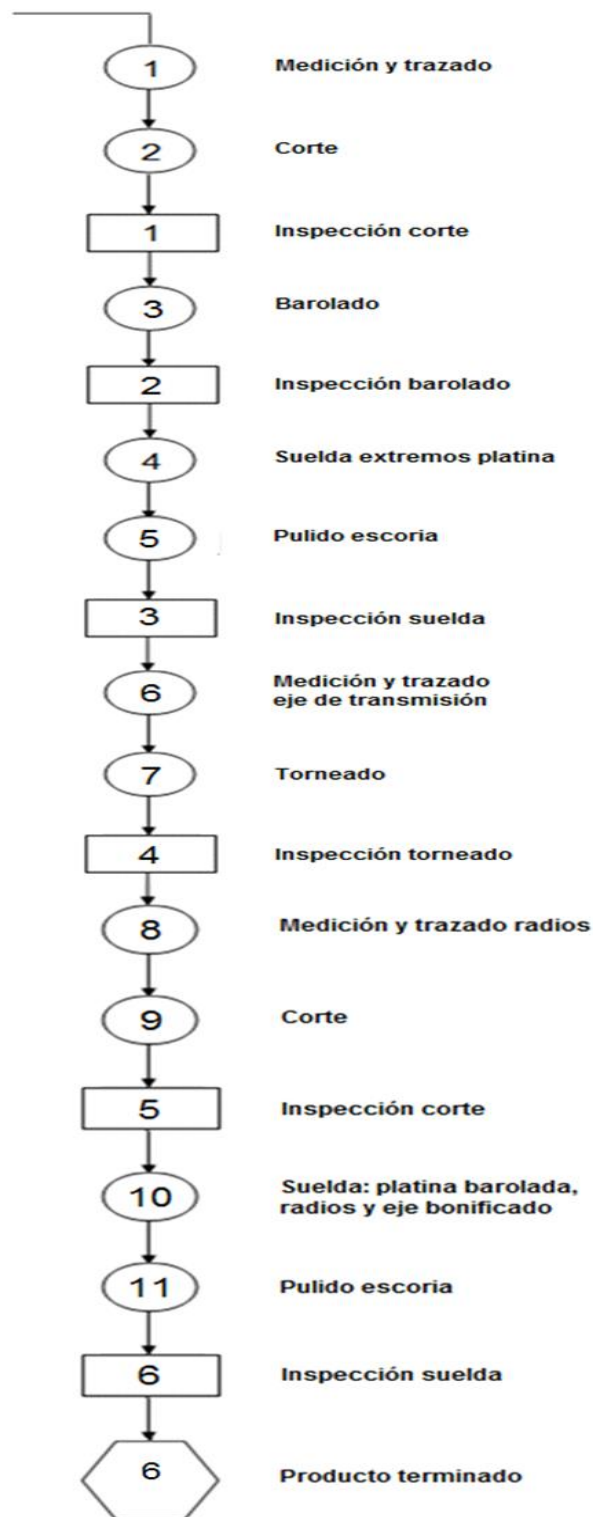 1 Medición y trazado
2 Corte
1 Inspección corte
3 Barolado
2 Inspección barolado
4 Suelda extremos platina
5 Pulido escoria
3 Inspección suelda
6 Medición y trazado
eje de transmisión
7 Torneado
4 Inspección torneado
8 Medición y trazado radios
9 Corte
5 Inspección corte
10 Suelda: platina barolada,
radios y eje bonificado
11 Pulido escoria
6 Inspección suelda
6 Producto terminado